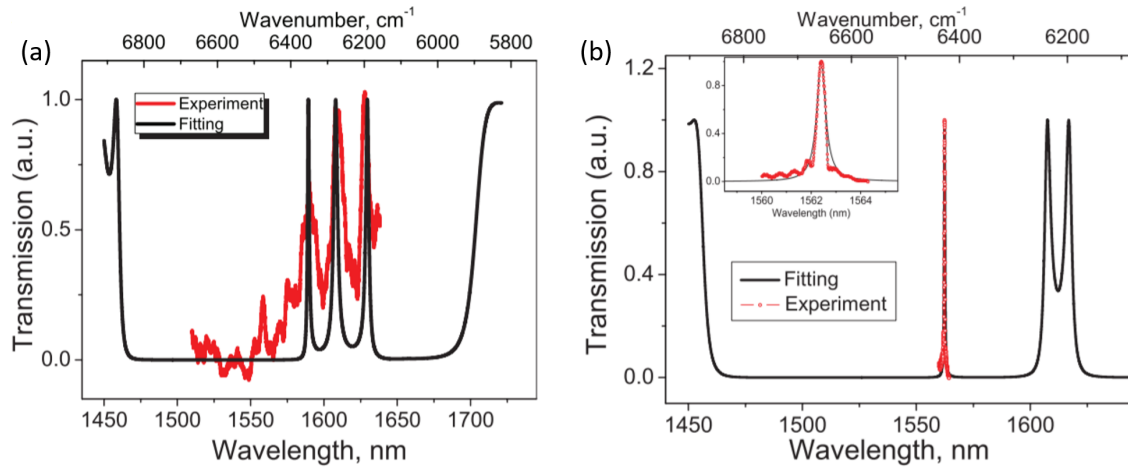 (a)
Wavenumber, cm-1
6800 6600 6400 6200 6000 5800
1.0
0.5
0.0
Transmission (a.u.)
Experiment
Fitting
1450 1500 1550 1600 1650 1700
Wavelength, nm
(b)
Wavenumber, cm-1
6800 6600 6400 6200
1.2
0.8
0.4
0.0
Transmission (a.u.)
0.8
0.4
0.0
1560 1562 1564
Wavelength (nm)
Fitting
Experiment
1450 1500 1550 1600
Wavelength, nm